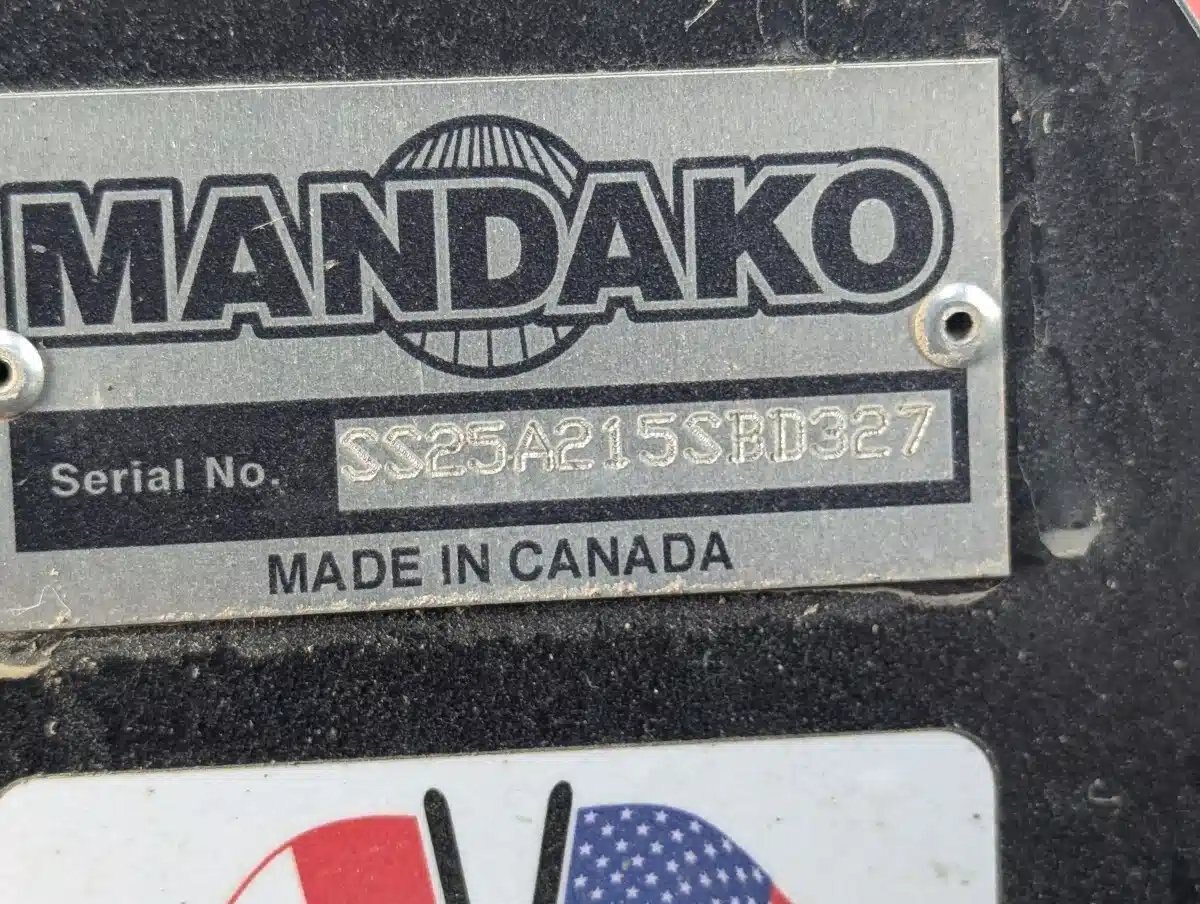 MANDAKO
Serial No. SS25A215SBD327
MADE IN CANADA